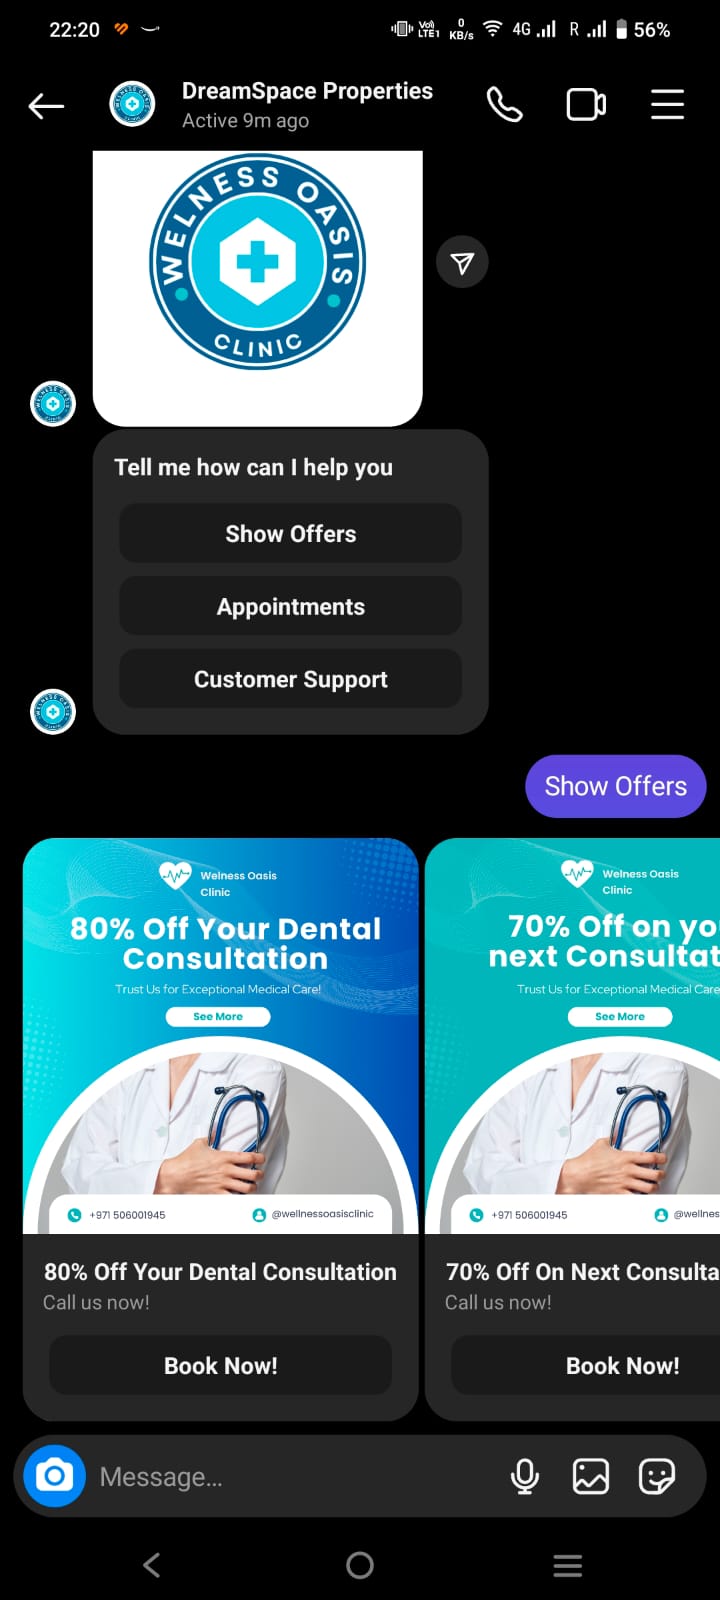 22:20
Vo)) LTE1
0 KB/s
4G
R
56%
DreamSpace Properties
Active 9m ago
WELNESS OASIS
CLINIC
Tell me how can I help you
Show Offers
Appointments
Customer Support
Show Offers
Welness Oasis
Clinic
80% Off Your Dental
Consultation
Trust Us for Exceptional Medical Care!
See More
+971 506001945
@wellnessoasisclinic
80% Off Your Dental Consultation
Call us now!
Book Now!
Welness Oasis
Clinic
70% Off on yo
next Consultat
Trust Us for Exceptional Medical Care
See More
+971 506001945
@wellnes
70% Off On Next Consulta
Call us now!
Book Now!
Message...